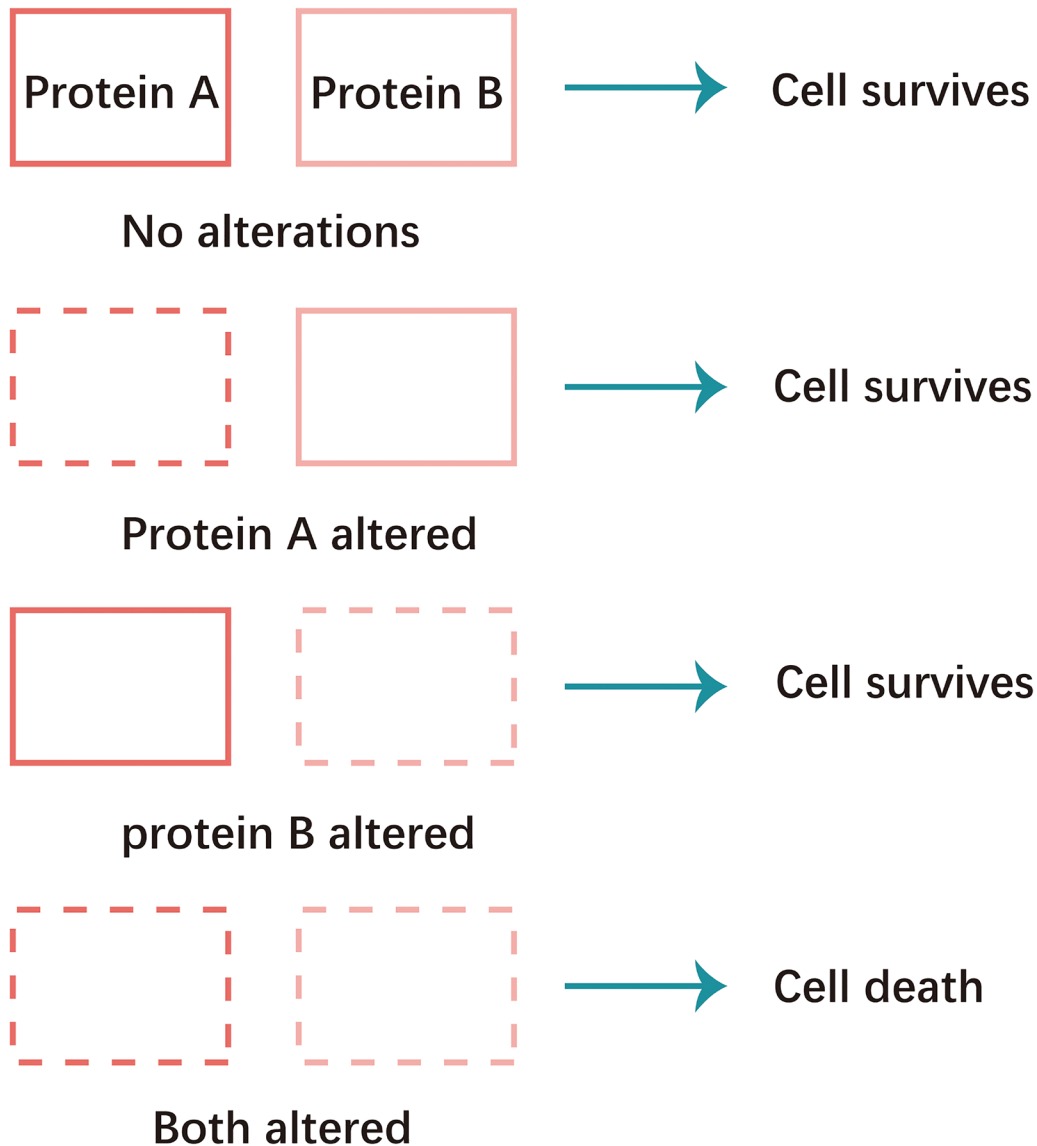 Protein A
Protein B
Cell survives
No alterations
Cell survives
Protein A altered
Cell survives
protein B altered
Cell death
Both altered